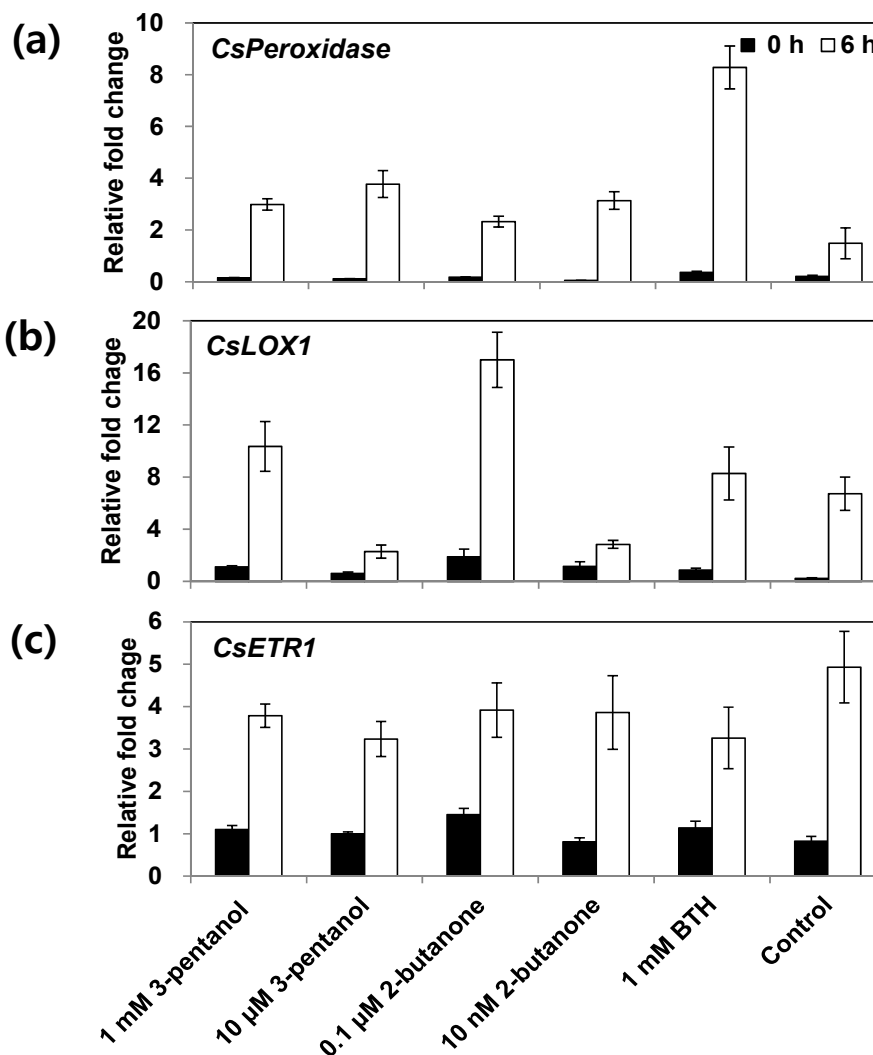 (a)
CsPeroxidase
0 h 6 h
Relative fold change
10
8
6
4
2
0
(b)
CsLOX1
Relative fold chage
20
16
12
8
4
0
(c)
CsETR1
Relative fold chage
6
5
4
3
2
1
0
1 mM 3-pentanol
10 µM 3-pentanol
0.1 µM 2-butanone
10 nM 2-butanone
1 mM BTH
Control